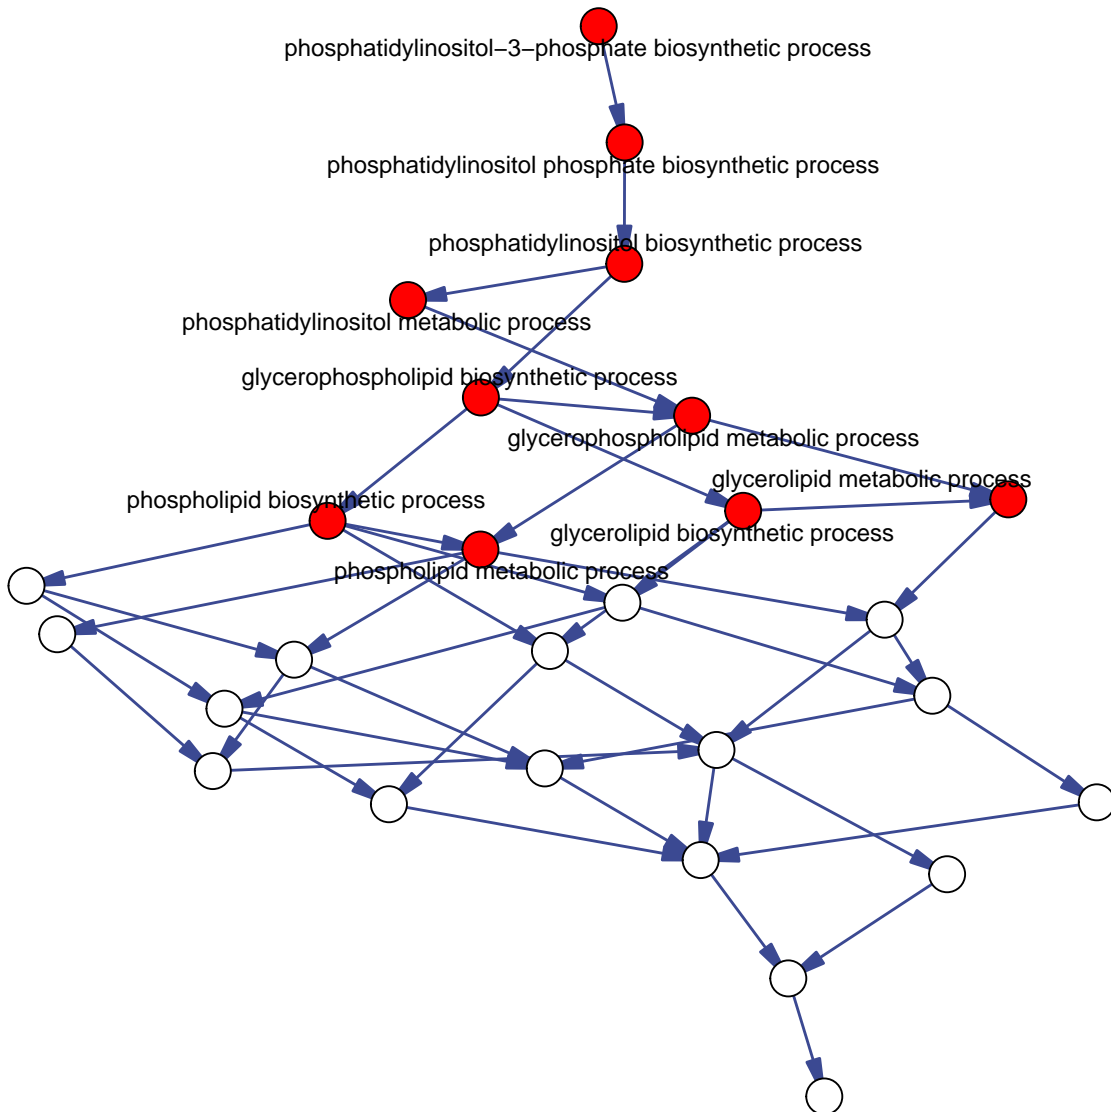 phosphatidylinositol−3−phosphate biosynthetic process
phosphatidylinositol phosphate biosynthetic process
phosphatidylinositol biosynthetic process
phosphatidylinositol metabolic process
glycerophospholipid biosynthetic process
glycerophospholipid metabolic process
glycerolipid metabolic process
phospholipid biosynthetic process
glycerolipid biosynthetic process
phospholipid metabolic process